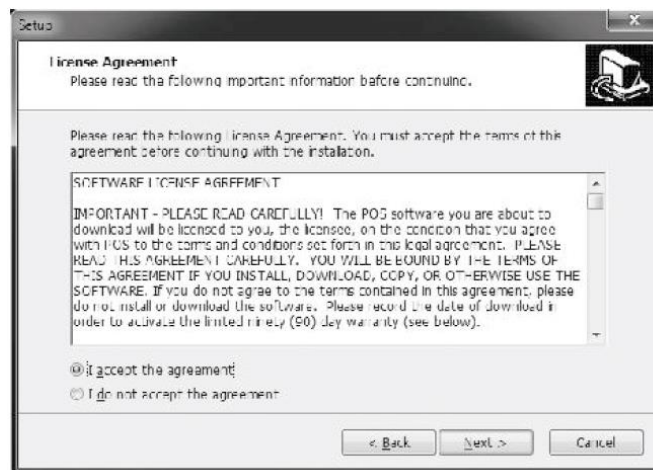 Setup
License Agreement
Please read the following important information before continuing.
Please read the following License Agreement. You must accept the terms of this
agreement before continuing with the installation.
SOFTWARE LICENSE AGREEMENT
IMPORTANT - PLEASE READ CAREFULLY! The POS software you are about to
download will be licensed to you, the licensee, on the condition that you agree
with POS to the terms and conditions set forth in this legal agreement. PLEASE
READ THIS AGREEMENT CAREFULLY. YOU WILL BE BOUND BY THE TERMS OF
THIS AGREEMENT IF YOU INSTALL, DOWNLOAD, COPY, OR OTHERWISE USE THE
SOFTWARE. If you do not agree to the terms contained in this agreement, please
do not install or download the software. Please record the date of download in
order to activate the limited ninety (90) day warranty (see below).
I accept the agreement
I do not accept the agreement
< Back Next > Cancel